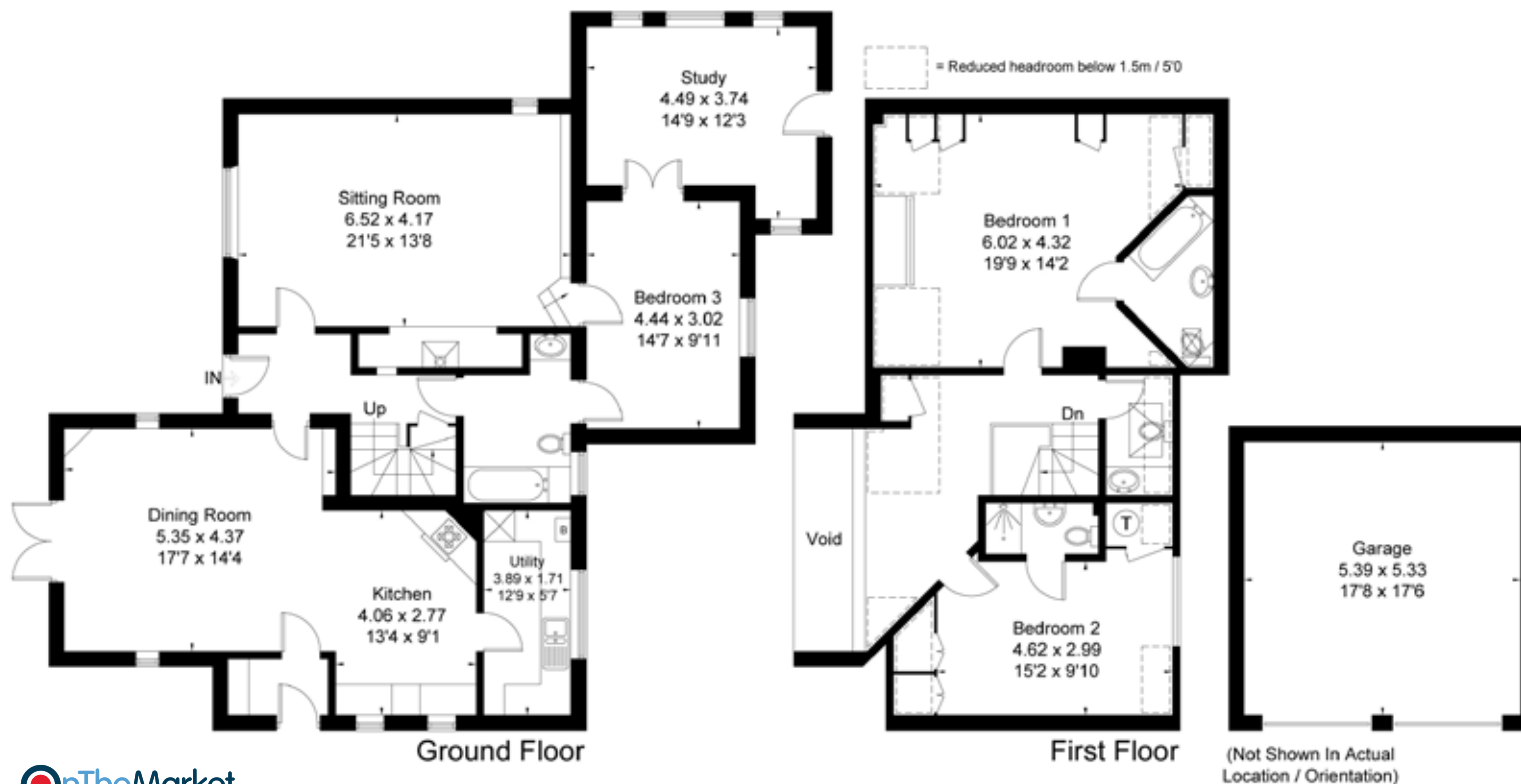 Study
4.49 x 3.74
14'9 x 12'3
= Reduced headroom below 1.5m / 5'0
Sitting Room
6.52 x 4.17
21'5 x 13'8
Bedroom 3
4.44 x 3.02
14'7 x 9'11
IN
Up
Dining Room
5.35 x 4.37
17'7 x 14'4
Kitchen
4.06 x 2.77
13'4 x 9'1
Utility
3.89 x 1.71
12'9 x 5'7
B
Ground Floor
Bedroom 1
6.02 x 4.32
19'9 x 14'2
Dn
Void
T
Bedroom 2
4.62 x 2.99
15'2 x 9'10
First Floor
Garage
5.39 x 5.33
17'8 x 17'6
(Not Shown In Actual
Location / Orientation)
OnTheMarket